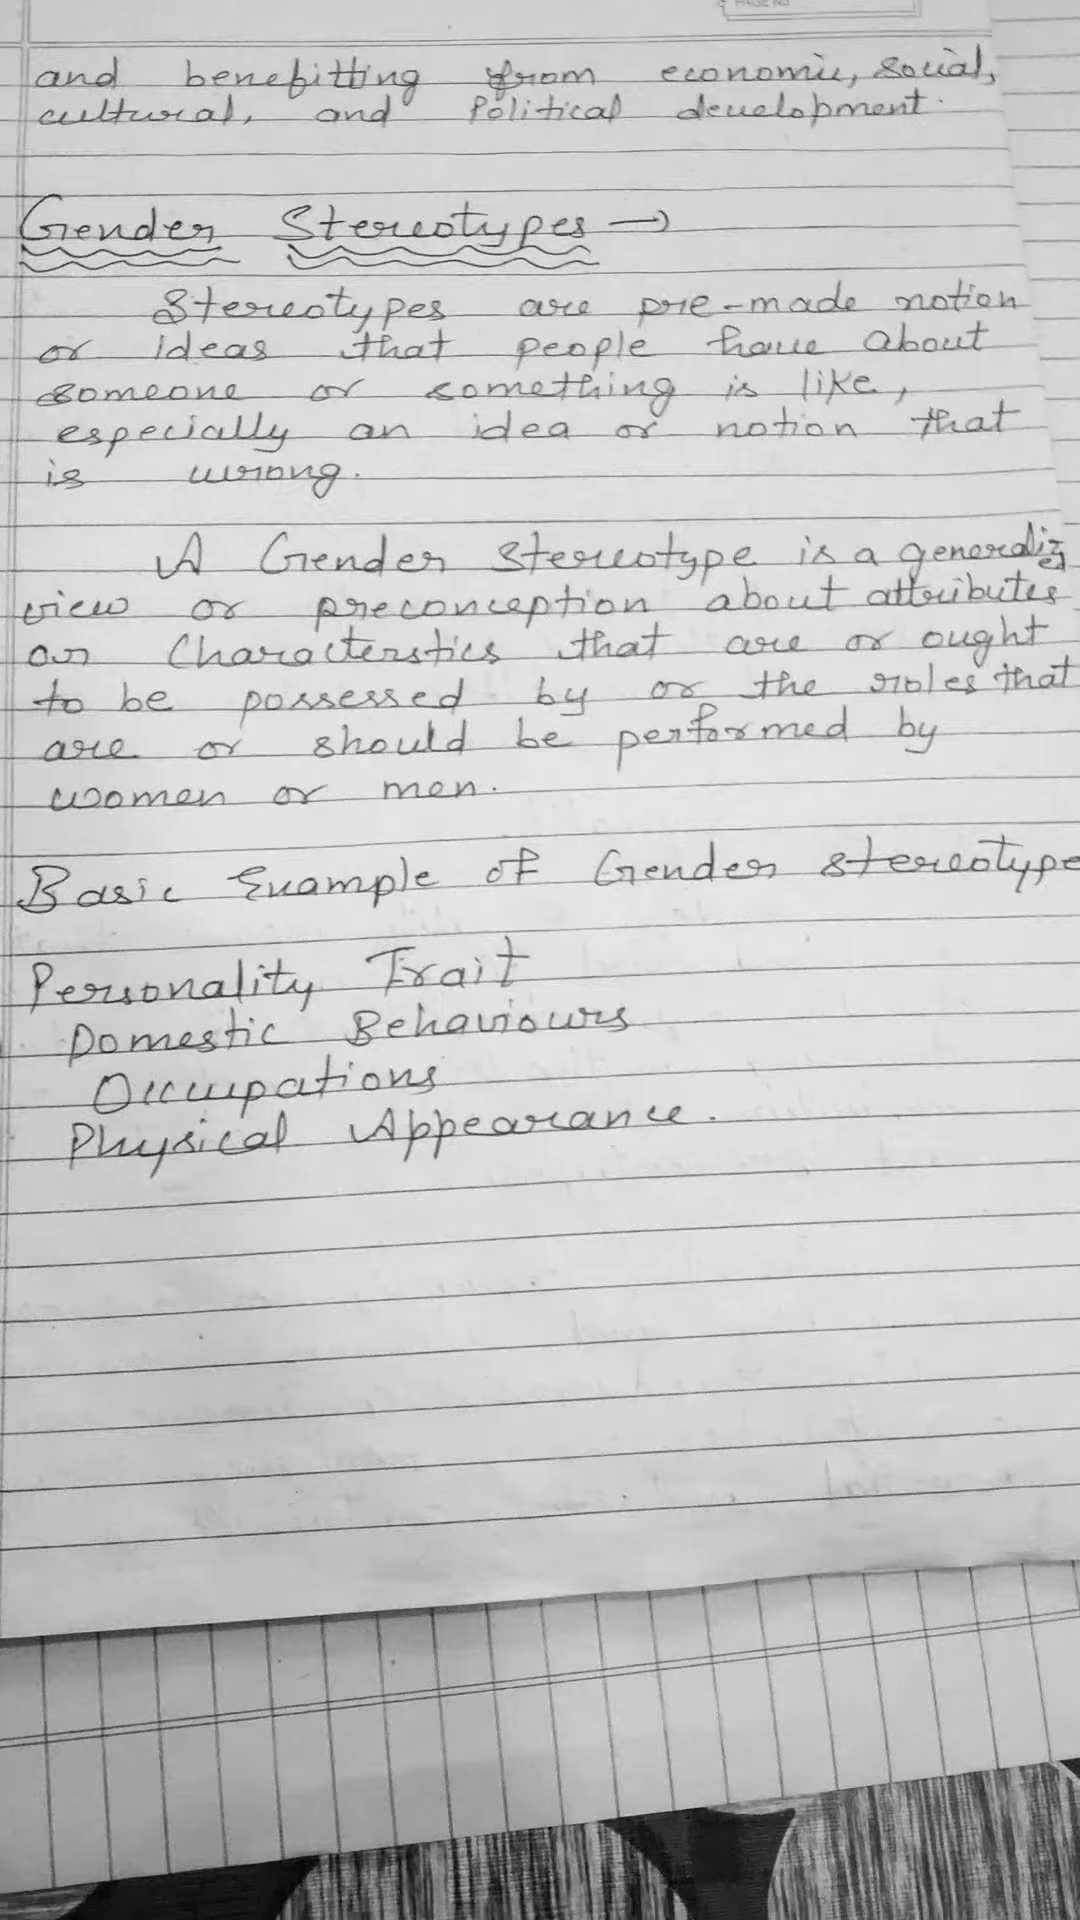 PAGE NO
and benefitting from economic, social,
cultural, and Political development.
Gender Stereotypes →
Stereotypes are pre-made notion
or ideas that people have about
someone or something is like,
especially an idea or notion that
is wrong.
A Gender stereotype is a generalized
view or preconception about attributes
or Characterstics that are or ought
to be possessed by or the roles that
are or should be performed by
women or men.
Basic Example of Gender stereotype
Personality Trait
Domestic Behaviours
Occupations
Physical Appearance.